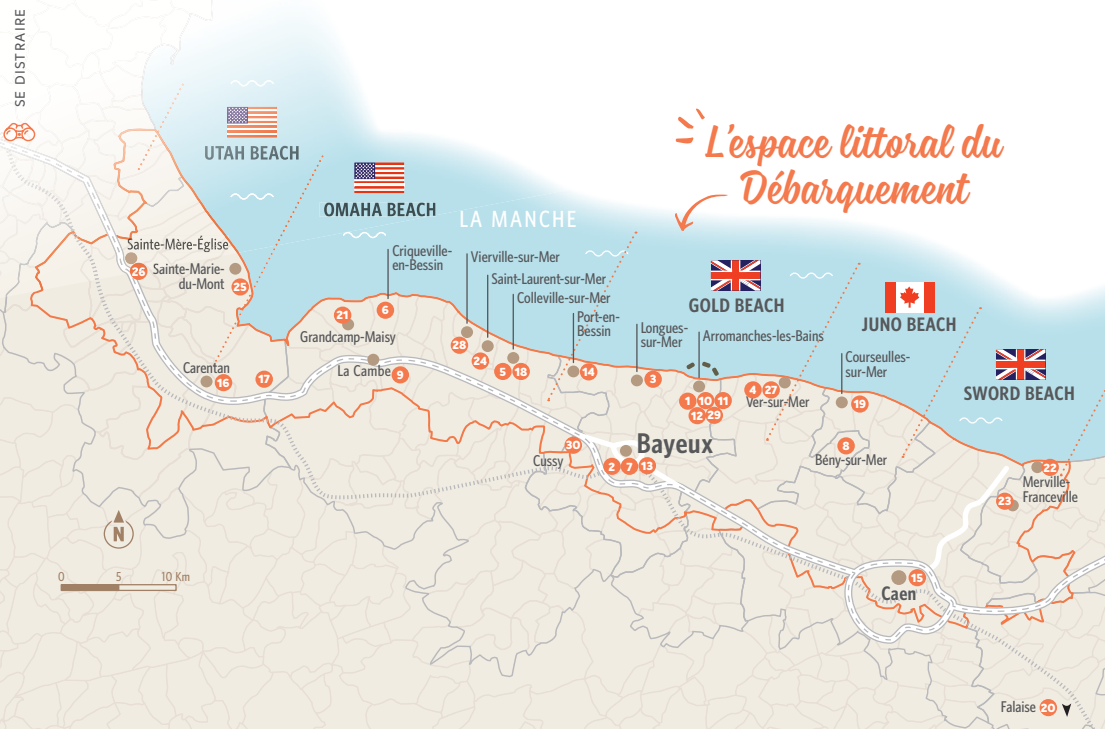 SE DISTRAIRE
L'espace littoral du
Débarquement
UTAH BEACH
OMAHA BEACH
LA MANCHE
GOLD BEACH
JUNO BEACH
SWORD BEACH
Sainte-Mère-Église
26
Sainte-Marie-
du-Mont
25
Carentan
16
17
21
Grandcamp-Maisy
6
Criqueville-
en-Bessin
La Cambe
9
Vierville-sur-Mer
28
Saint-Laurent-sur-Mer
24
Colleville-sur-Mer
5
18
Port-en-
Bessin
14
Longues-
sur-Mer
3
Arromanches-les-Bains
1
10
11
12
29
4
27
Ver-sur-Mer
Courseulles-
sur-Mer
19
8
Bény-sur-Mer
30
Cussy
Bayeux
2
7
13
22
Merville-
Franceville
23
15
Caen
Falaise 20
N
0 5 10 Km